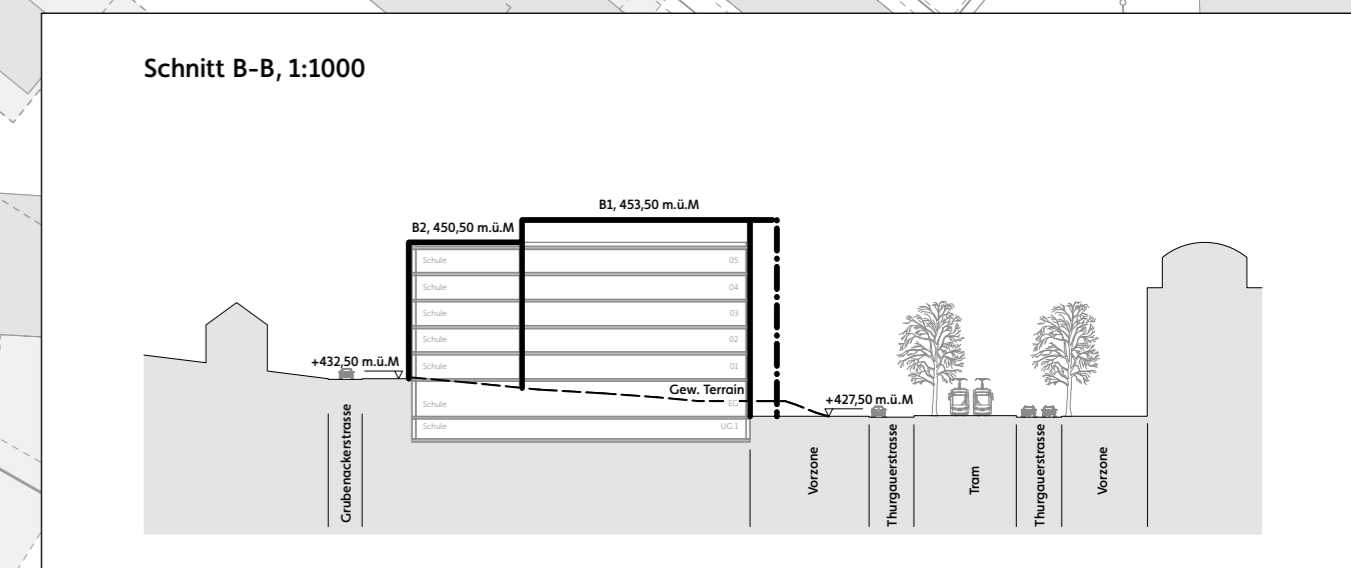 Schnitt B-B, 1:1000
B1, 453,50 m.ü.M
B2, 450,50 m.ü.M
Schule 05
Schule 04
Schule 03
Schule 02
+432,50 m.ü.M
Schule 01
Gew. Terrain
+427,50 m.ü.M
Schule EG
Schule UG 1
Grubenackerstrasse
Vorzone
Thurgauerstrasse
Tram
Thurgauerstrasse
Vorzone